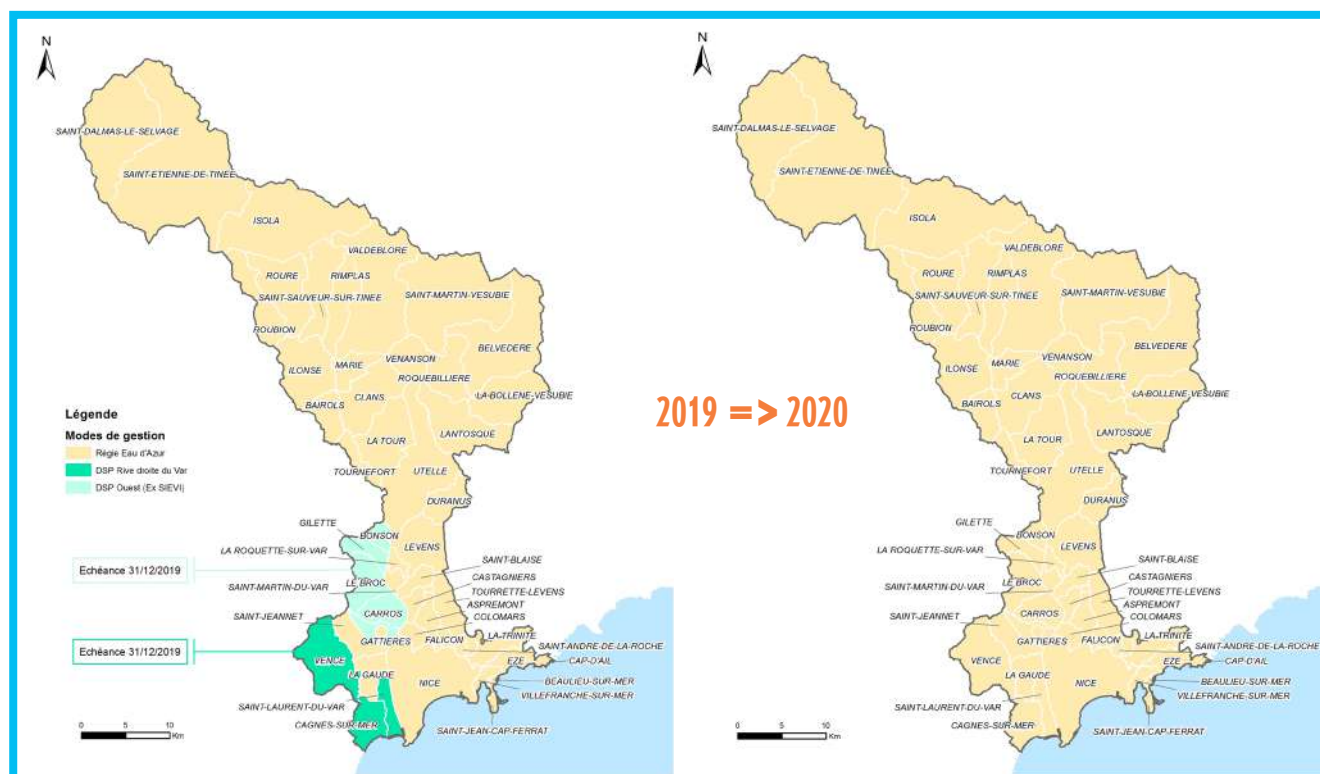 N
SAINT-DALMAS-LE-SELVAGE
SAINT-ETIENNE-DE-TINEE
ISOLA
VALDEBLORE
ROURE
RIMPLAS
SAINT-SAUVEUR-SUR-TINEE
SAINT-MARTIN-VESUBIE
ROUBION
BELVEDERE
VENANSON
MARIE
ILONSE
ROQUEBILLIERE
CLANS
LA-BOLLENE-VESUBIE
BAIROLS
LANTOSQUE
LA TOUR
TOURNEFORT
UTELLE
DURANUS
Légende
Modes de gestion
Régie Eau d'Azur
DSP Rive droite du Var
DSP Ouest (Ex SIEVI)
GILETTE
BONSON
LEVENS
LA ROQUETTE-SUR-VAR
SAINT-BLAISE
Echéance 31/12/2019
LE BROC
CASTAGNIERS
SAINT-MARTIN-DU-VAR
TOURRETTE-LEVENS
ASPREMONT
CARROS
COLOMARS
SAINT-JEANNET
GATTIERES
FALICON
LA-TRINITE
SAINT-ANDRE-DE-LA-ROCHE
Echéance 31/12/2019
VENCE
EZE
CAP-D'AIL
LA GAUDE
NICE
BEAULIEU-SUR-MER
VILLEFRANCHE-SUR-MER
SAINT-LAURENT-DU-VAR
CAGNES-SUR-MER
SAINT-JEAN-CAP-FERRAT
0 5 10
Km
2019 => 2020
N
SAINT-DALMAS-LE-SELVAGE
SAINT-ETIENNE-DE-TINEE
ISOLA
VALDEBLORE
ROURE
RIMPLAS
SAINT-SAUVEUR-SUR-TINEE
SAINT-MARTIN-VESUBIE
ROUBION
BELVEDERE
VENANSON
MARIE
ILONSE
ROQUEBILLIERE
CLANS
LA-BOLLENE-VESUBIE
BAIROLS
LANTOSQUE
LA TOUR
TOURNEFORT
UTELLE
DURANUS
GILETTE
BONSON
LEVENS
LA ROQUETTE-SUR-VAR
SAINT-BLAISE
LE BROC
CASTAGNIERS
SAINT-MARTIN-DU-VAR
TOURRETTE-LEVENS
ASPREMONT
CARROS
COLOMARS
SAINT-JEANNET
GATTIERES
FALICON
LA-TRINITE
SAINT-ANDRE-DE-LA-ROCHE
VENCE
EZE
CAP-D'AIL
LA GAUDE
NICE
BEAULIEU-SUR-MER
VILLEFRANCHE-SUR-MER
SAINT-LAURENT-DU-VAR
CAGNES-SUR-MER
SAINT-JEAN-CAP-FERRAT
0 5 10
Km